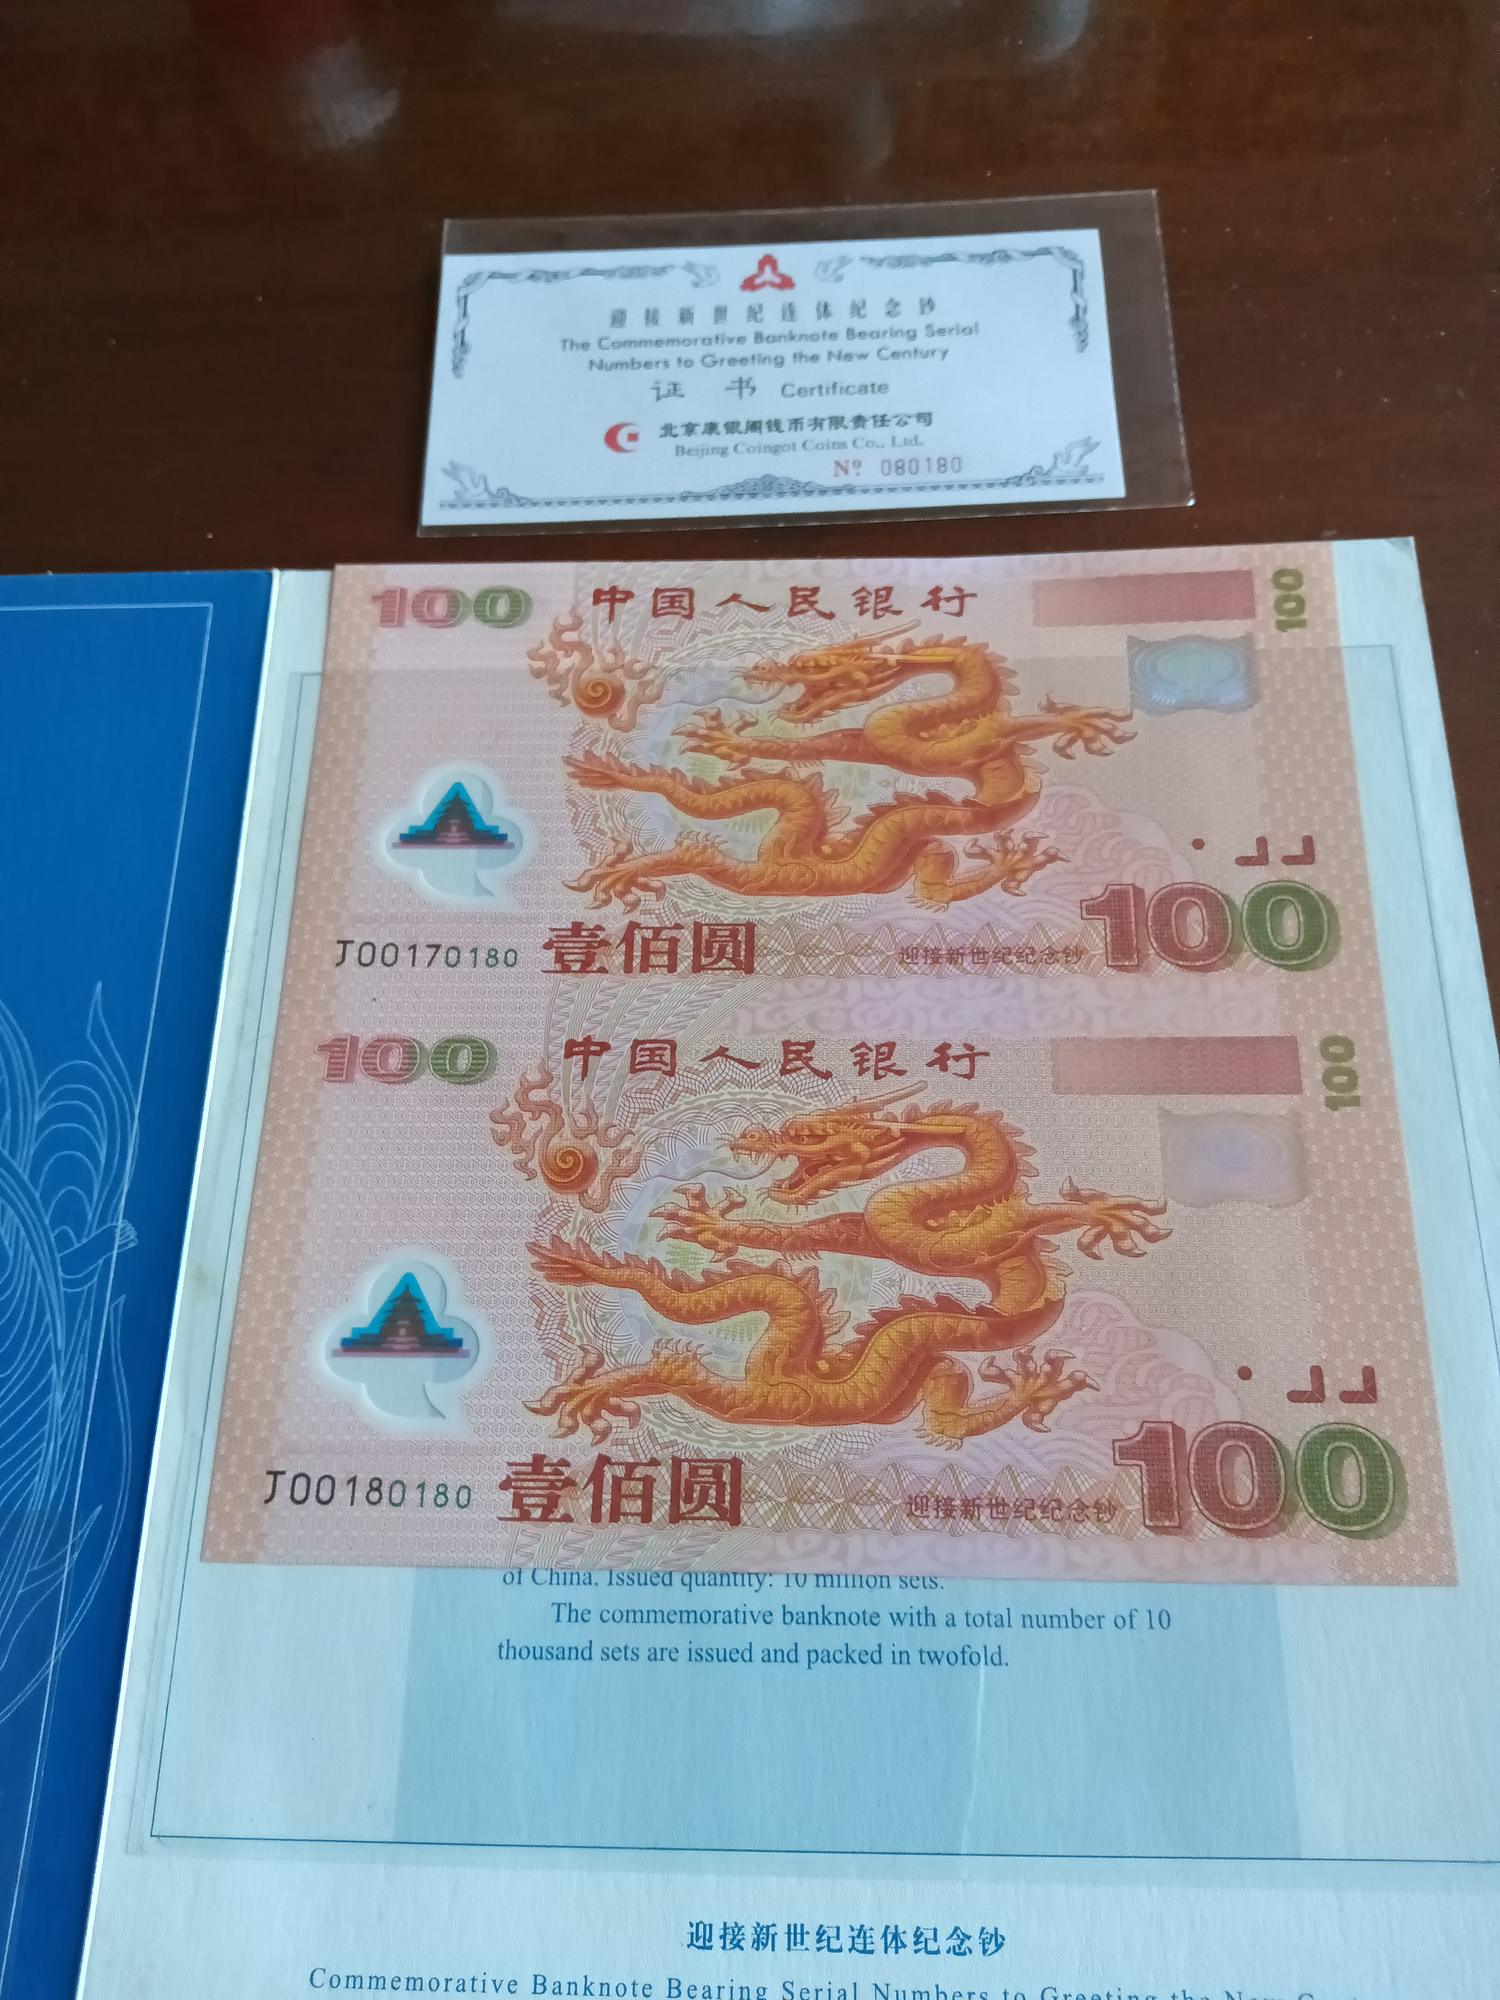 迎接新世纪连体纪念钞
The Commemorative Banknote Bearing Serial
Numbers to Greeting the New Century
证 书 Certificate
北京康银阁钱币有限责任公司
Beijing Coingot Coins Co., Ltd.
Nº 080180
100 中国人民银行 100
J00170180 壹佰圆 迎接新世纪纪念钞 100
100 中国人民银行 100
J00180180 壹佰圆 迎接新世纪纪念钞 100
of China. Issued quantity: 10 million sets.
The commemorative banknote with a total number of 10
thousand sets are issued and packed in twofold.
迎接新世纪连体纪念钞
Commemorative Banknote Bearing Serial Numbers to Greeting the New